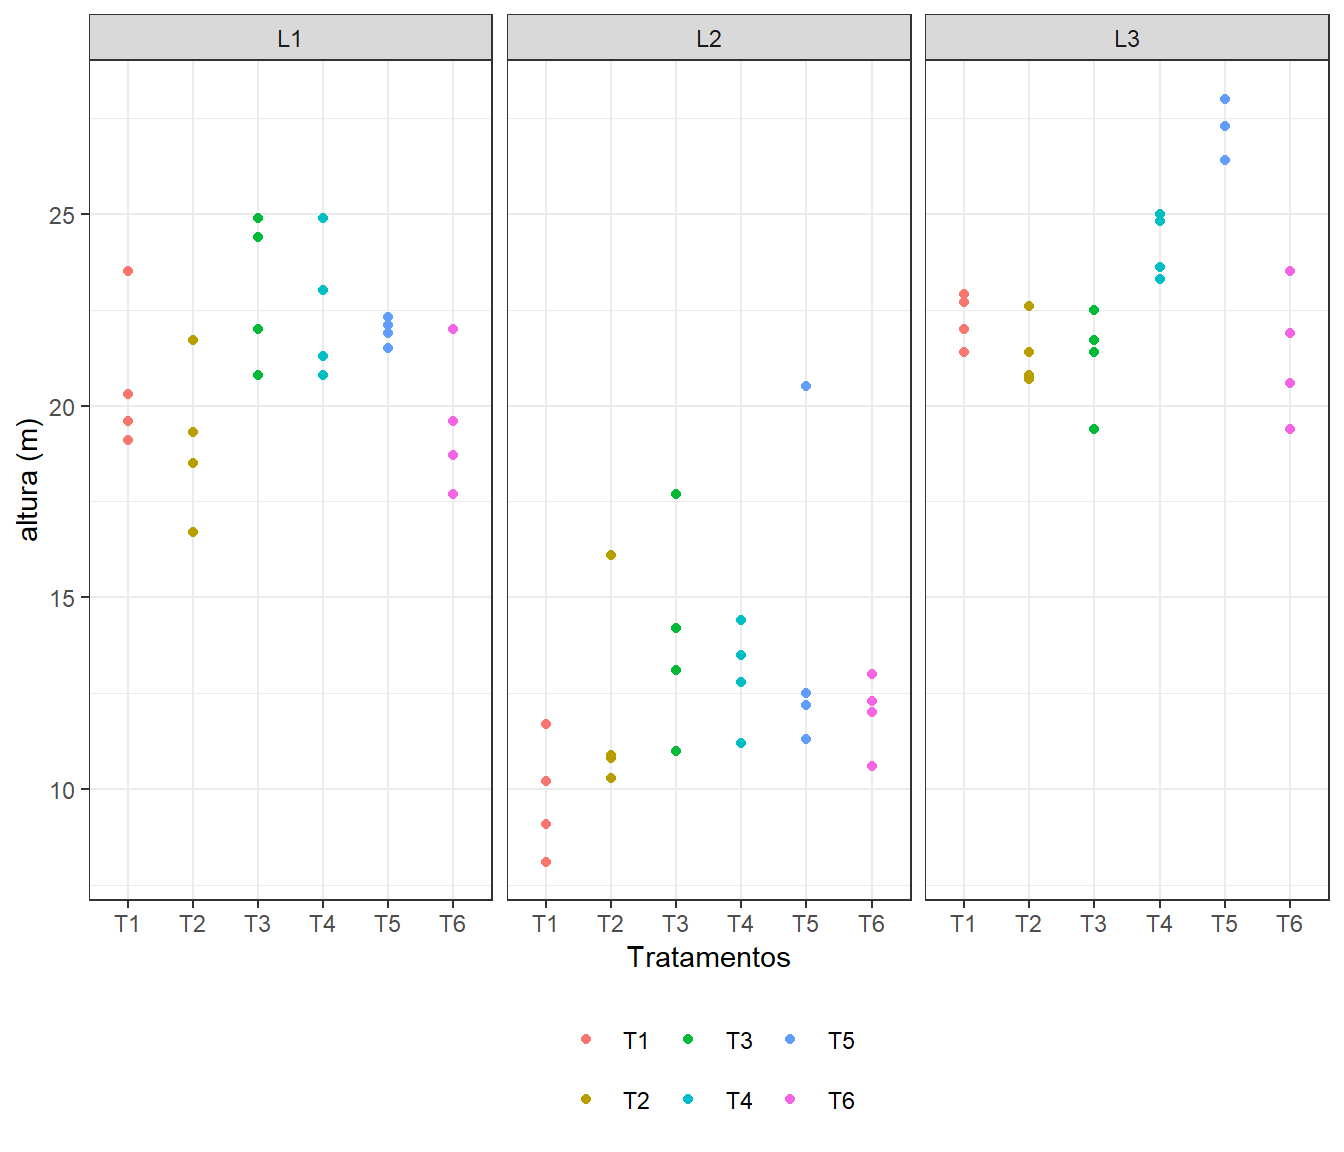 L1 L2 L3
altura (m)
25
20
15
10
T1 T2 T3 T4 T5 T6 T1 T2 T3 T4 T5 T6 T1 T2 T3 T4 T5 T6
Tratamentos
T1 T3 T5
T2 T4 T6